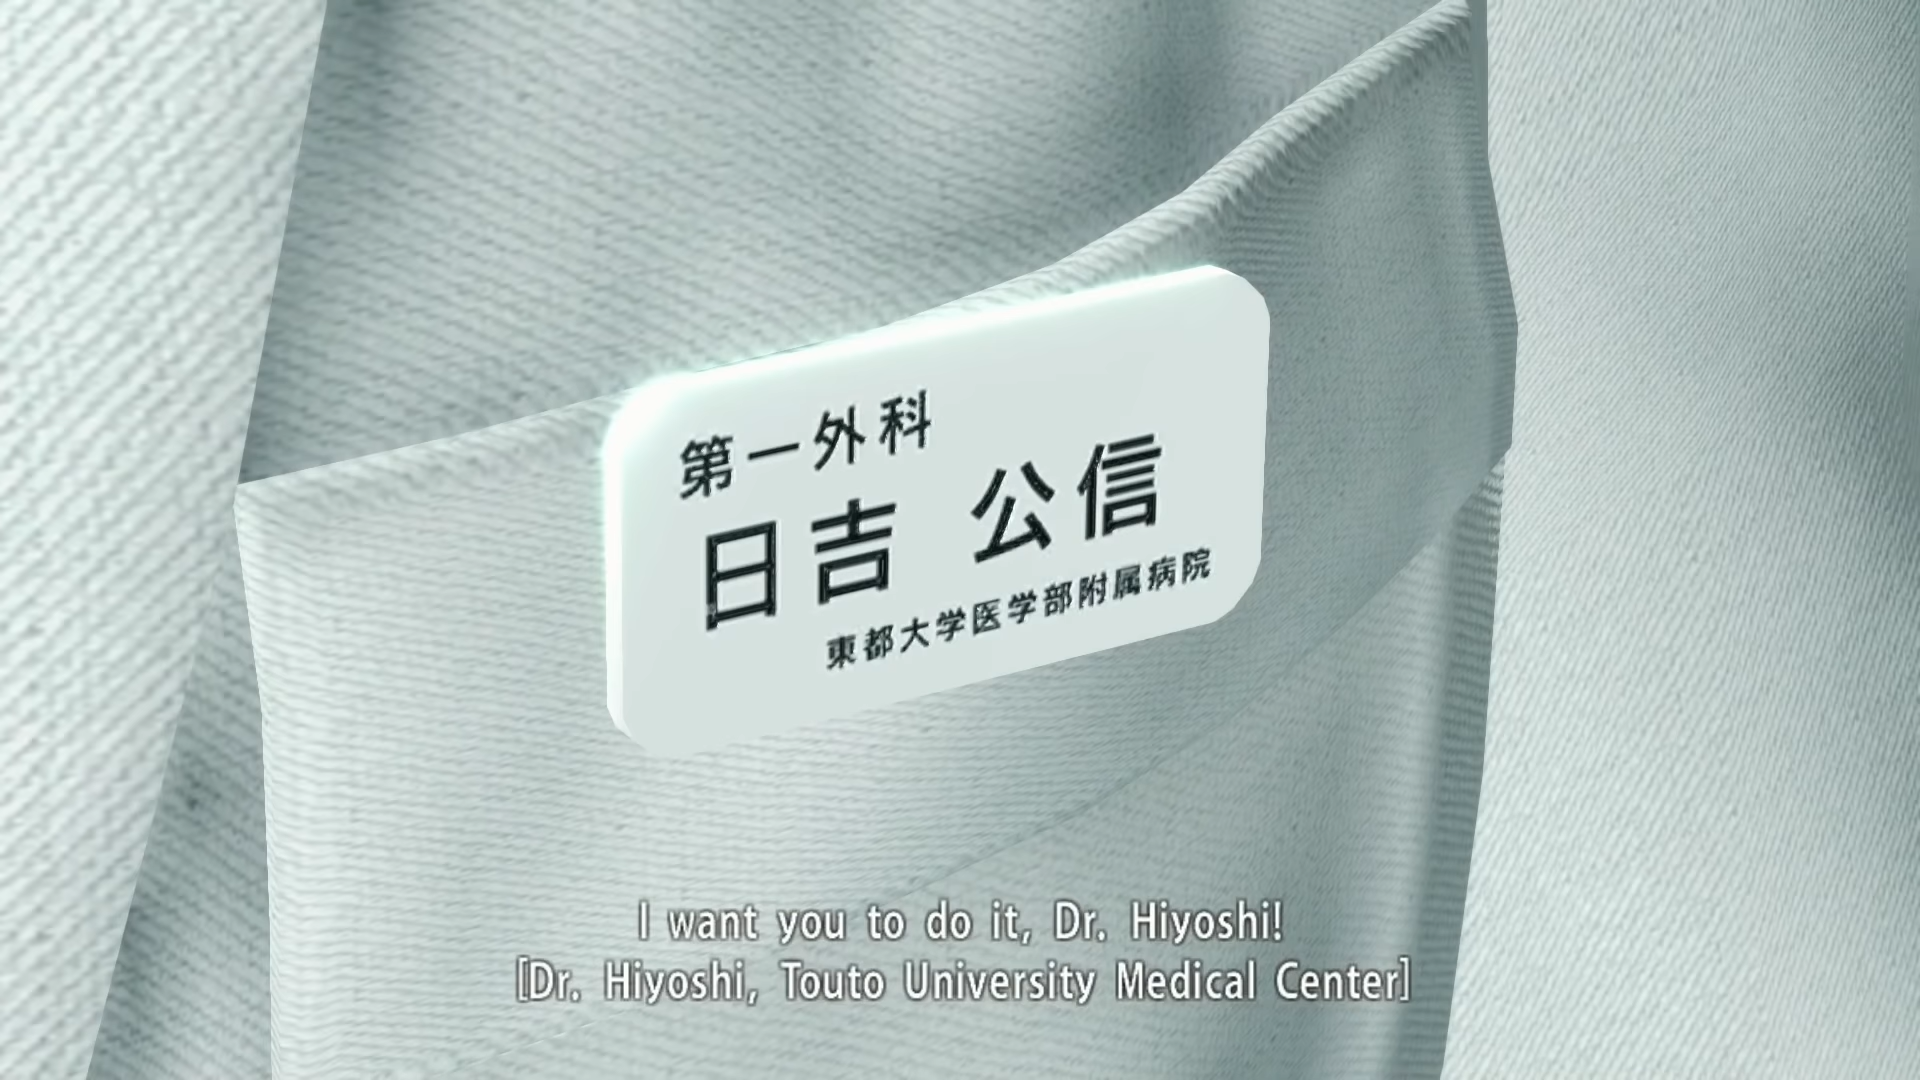 第一外科
日吉 公信
東都大学医学部附属病院
I want you to do it, Dr. Hiyoshi!
[Dr. Hiyoshi, Touto University Medical Center]